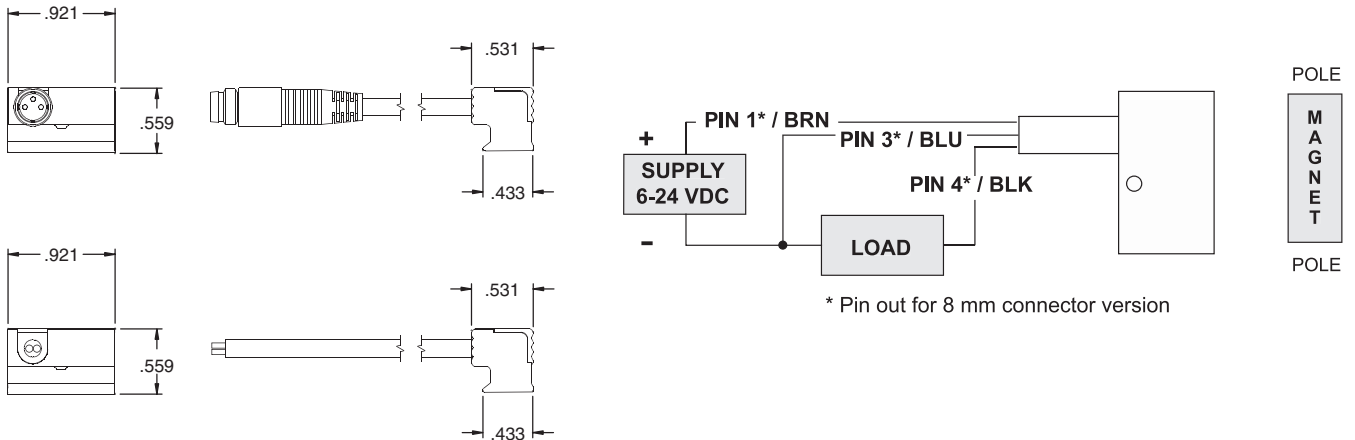 .921
.559
.531
.433
PIN 1* / BRN
PIN 3* / BLU
PIN 4* / BLK
+
SUPPLY
6-24 VDC
-
LOAD
POLE
MAGNET
POLE
* Pin out for 8 mm connector version
.921
.559
.531
.433